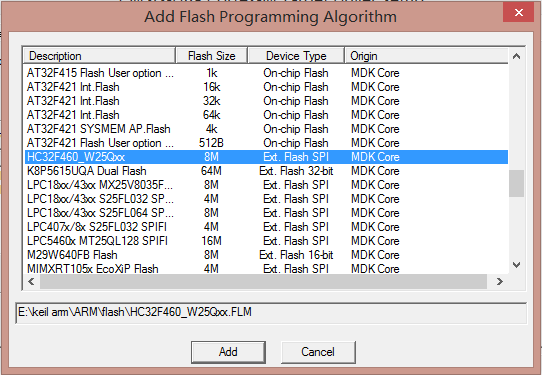 Add Flash Programming Algorithm
Description Flash Size Device Type Origin
AT32F415 Flash User option ... 1k On-chip Flash MDK Core
AT32F421 Int.Flash 16k On-chip Flash MDK Core
AT32F421 Int.Flash 32k On-chip Flash MDK Core
AT32F421 Int.Flash 64k On-chip Flash MDK Core
AT32F421 SYSMEM AP.Flash 4k On-chip Flash MDK Core
AT32F421 Flash User option ... 512B On-chip Flash MDK Core
HC32F460_W25Qxx 8M Ext. Flash SPI MDK Core
K8P5615UQA Dual Flash 64M Ext. Flash 32-bit MDK Core
LPC18xx/43xx MX25V8035F... 1M Ext. Flash SPI MDK Core
LPC18xx/43xx S25FL032 SP... 4M Ext. Flash SPI MDK Core
LPC18xx/43xx S25FL064 SP... 8M Ext. Flash SPI MDK Core
LPC407x/8x S25FL032 SPIFI 4M Ext. Flash SPI MDK Core
LPC5460x MT25QL128 SPIFI 16M Ext. Flash SPI MDK Core
M29W640FB Flash 8M Ext. Flash 16-bit MDK Core
MIMXRT105x EcoXiP Flash 4M Ext. Flash SPI MDK Core
E:\keil arm\ARM\flash\HC32F460_W25Qxx.FLM
Add Cancel